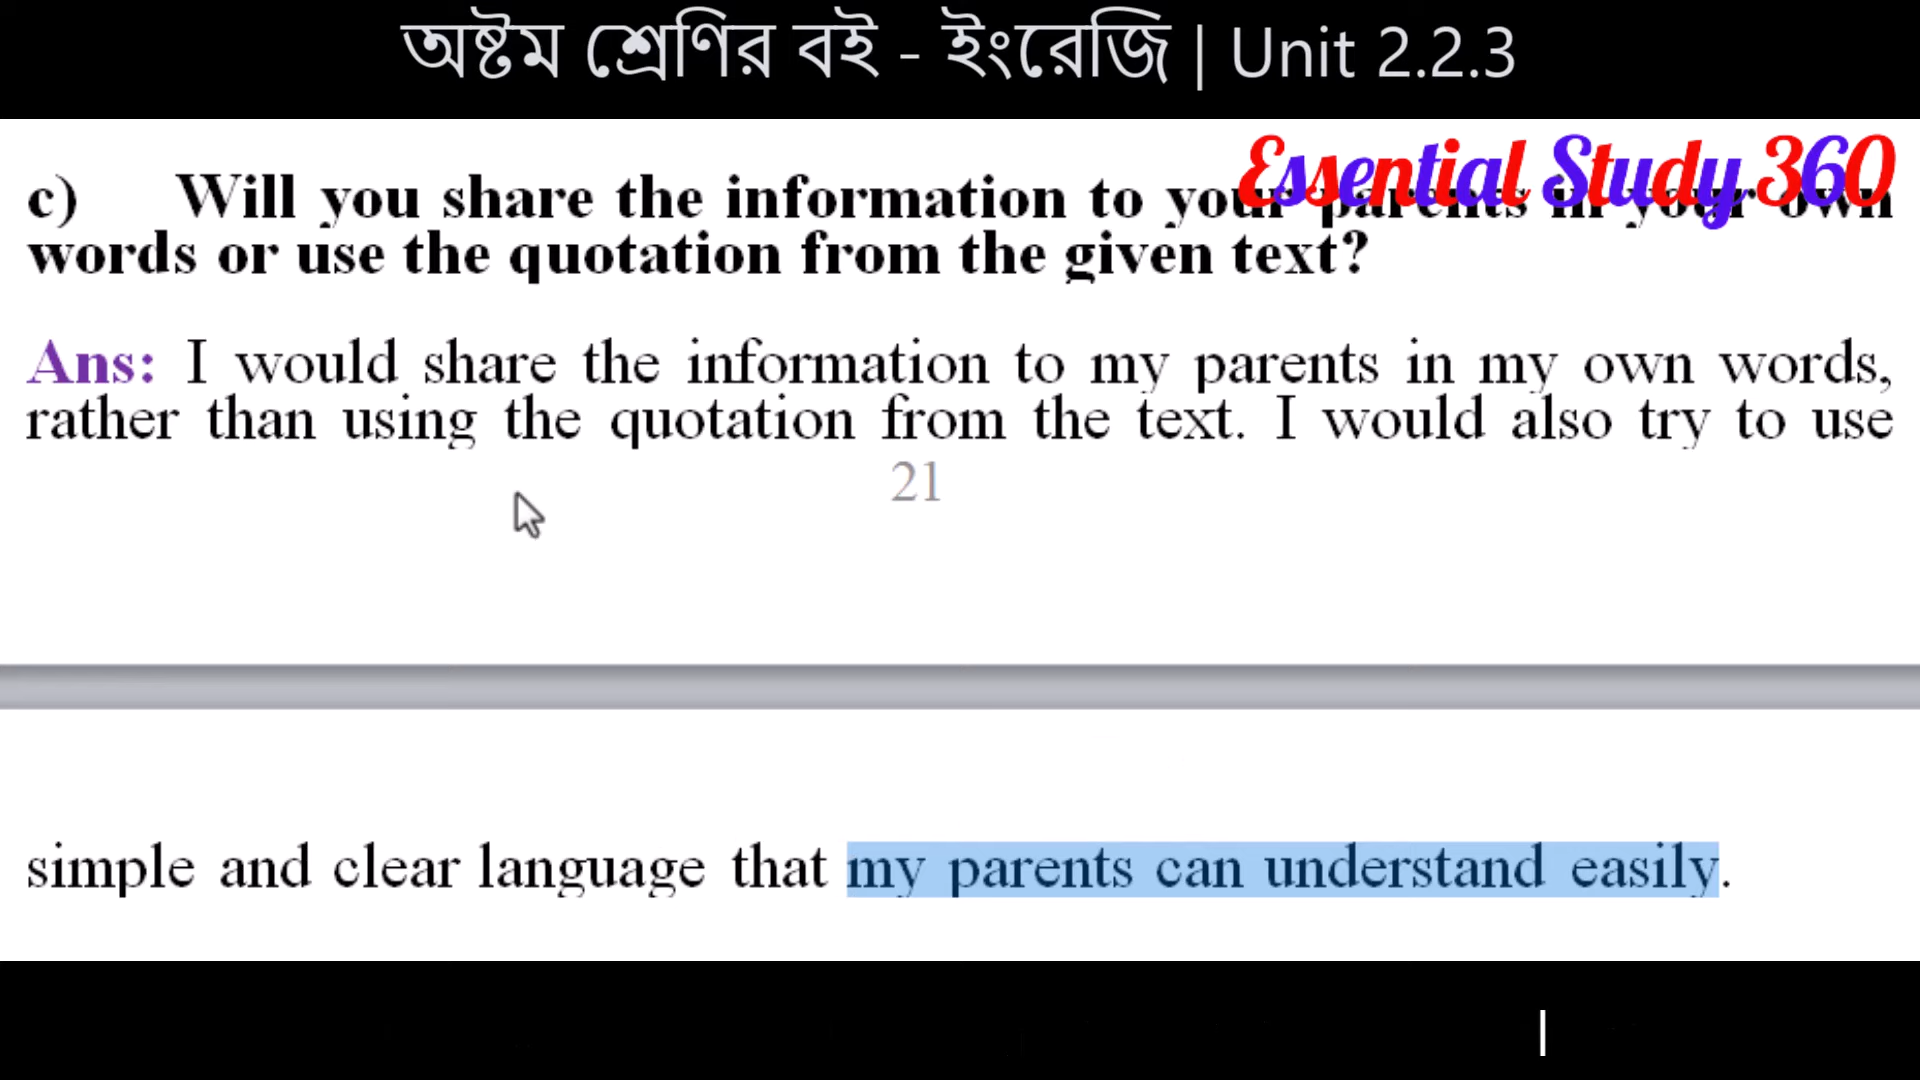 অষ্টম শ্রেণির বই - ইংরেজি | Unit 2.2.3
Essential Study 360
c) Will you share the information to your parents in your own
words or use the quotation from the given text?
Ans: I would share the information to my parents in my own words,
rather than using the quotation from the text. I would also try to use
21
simple and clear language that my parents can understand easily.